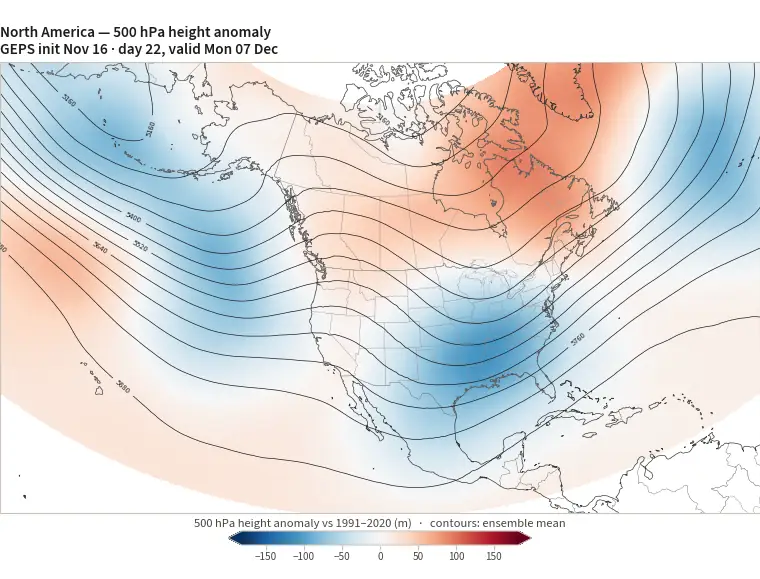 North America — 500 hPa height anomaly
GEPS init Nov 16 · day 22, valid Mon 07 Dec
5160
5160
5160
5400
5520
5640
5760
5880
500 hPa height anomaly vs 1991–2020 (m) · contours: ensemble mean
−150 −100 −50 0 50 100 150